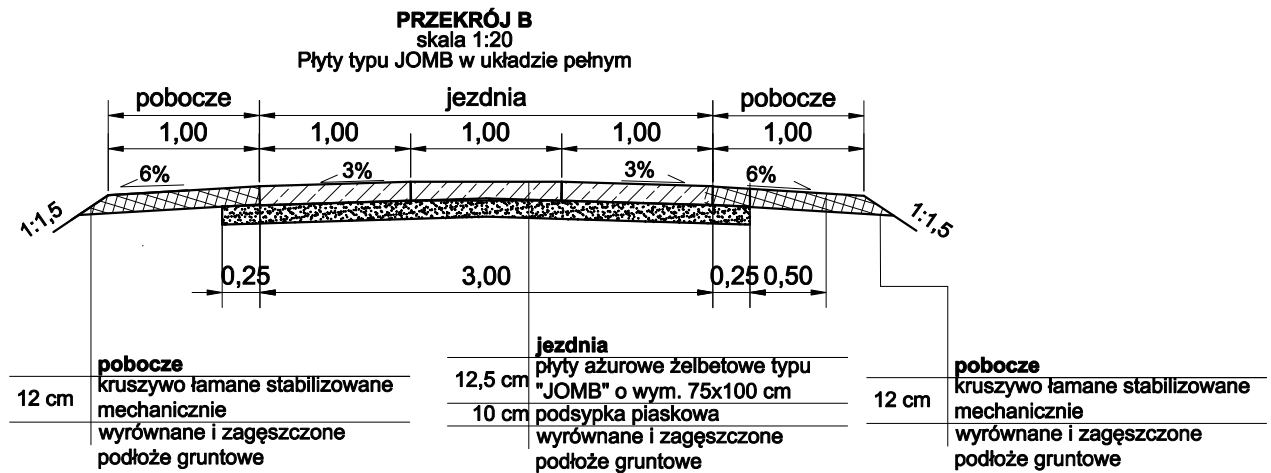 PRZEKRÓJ B
skala 1:20
Płyty typu JOMB w układzie pełnym
pobocze jezdnia pobocze
1,00 1,00 1,00 1,00 1,00
6% 3% 3% 6%
1:1,5 1:1,5
0,25 3,00 0,25 0,50
pobocze
12 cm kruszywo łamane stabilizowane
mechanicznie
wyrównane i zagęszczone
podłoże gruntowe
jezdnia
12,5 cm płyty ażurowe żelbetowe typu
"JOMB" o wym. 75x100 cm
10 cm podsypka piaskowa
wyrównane i zagęszczone
podłoże gruntowe
pobocze
12 cm kruszywo łamane stabilizowane
mechanicznie
wyrównane i zagęszczone
podłoże gruntowe